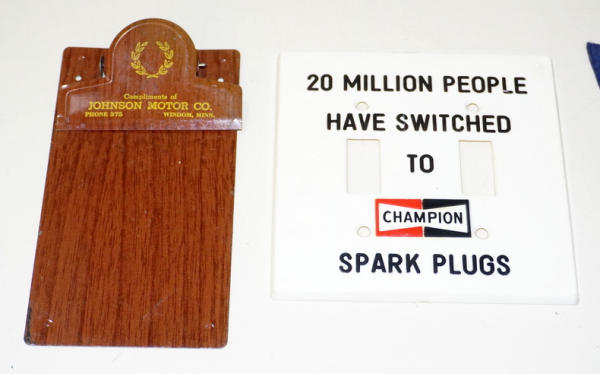 Compliments of
JOHNSON MOTOR CO.
PHONE 375 WINDOM, MINN.
20 MILLION PEOPLE
HAVE SWITCHED
TO
CHAMPION
SPARK PLUGS